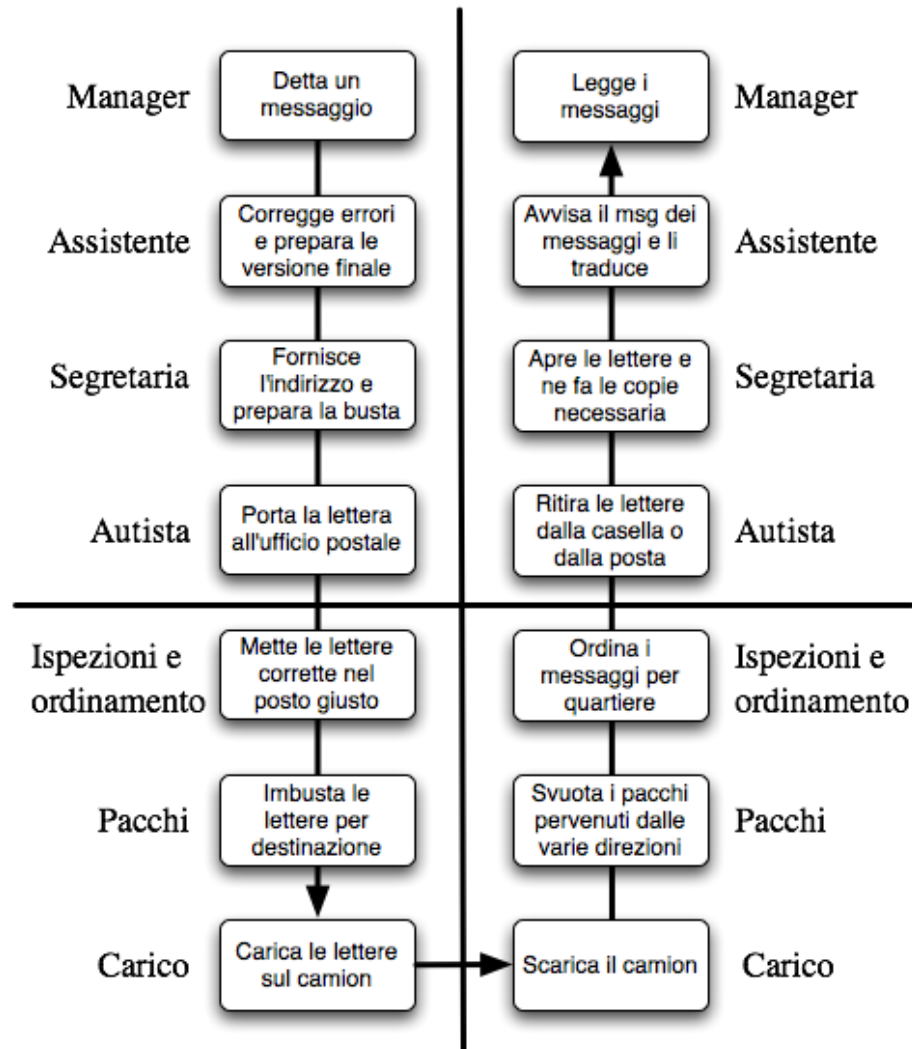 Manager
Detta un
messaggio
Legge i
messaggi
Manager
Assistente
Corregge errori
e prepara le
versione finale
Avvisa il msg dei
messaggi e li
traduce
Assistente
Segretaria
Fornisce
l'indirizzo e
prepara la busta
Apre le lettere e
ne fa le copie
necessaria
Segretaria
Autista
Porta la lettera
all'ufficio postale
Ritira le lettere
dalla casella o
dalla posta
Autista
Ispezioni e
ordinamento
Mette le lettere
corrette nel
posto giusto
Ordina i
messaggi per
quartiere
Ispezioni e
ordinamento
Pacchi
Imbusta le
lettere per
destinazione
Svuota i pacchi
pervenuti dalle
varie direzioni
Pacchi
Carico
Carica le lettere
sul camion
Scarica il camion
Carico